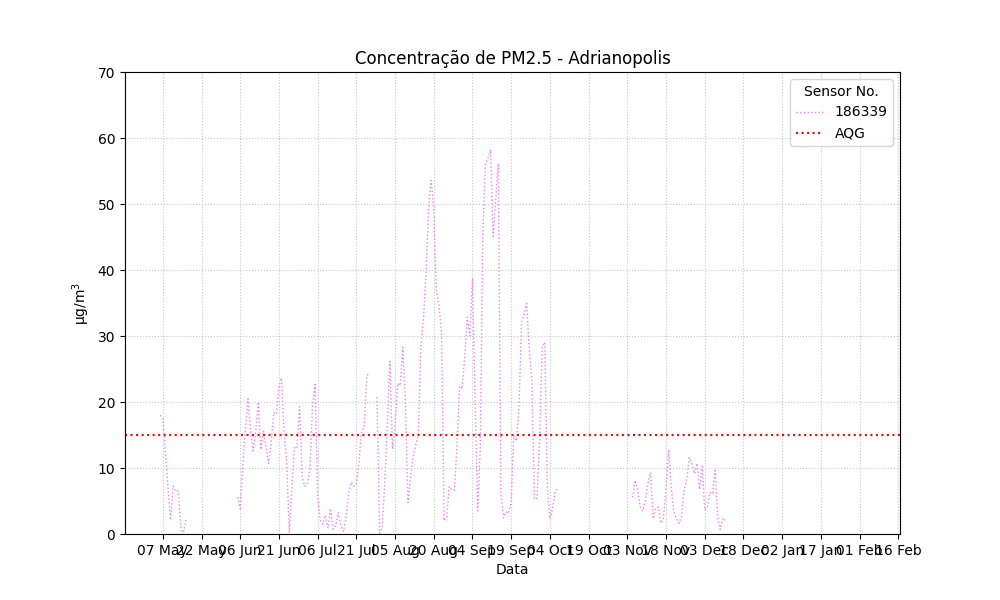 Concentração de PM2.5 - Adrianopolis
Sensor No.
186339
AQG
70
60
50
40
30
20
10
0
µg/m³
07 May
22 May
06 Jun
21 Jun
06 Jul
21 Jul
05 Aug
20 Aug
04 Sep
19 Sep
04 Oct
19 Oct
03 Nov
18 Nov
03 Dec
18 Dec
02 Jan
17 Jan
01 Feb
16 Feb
Data